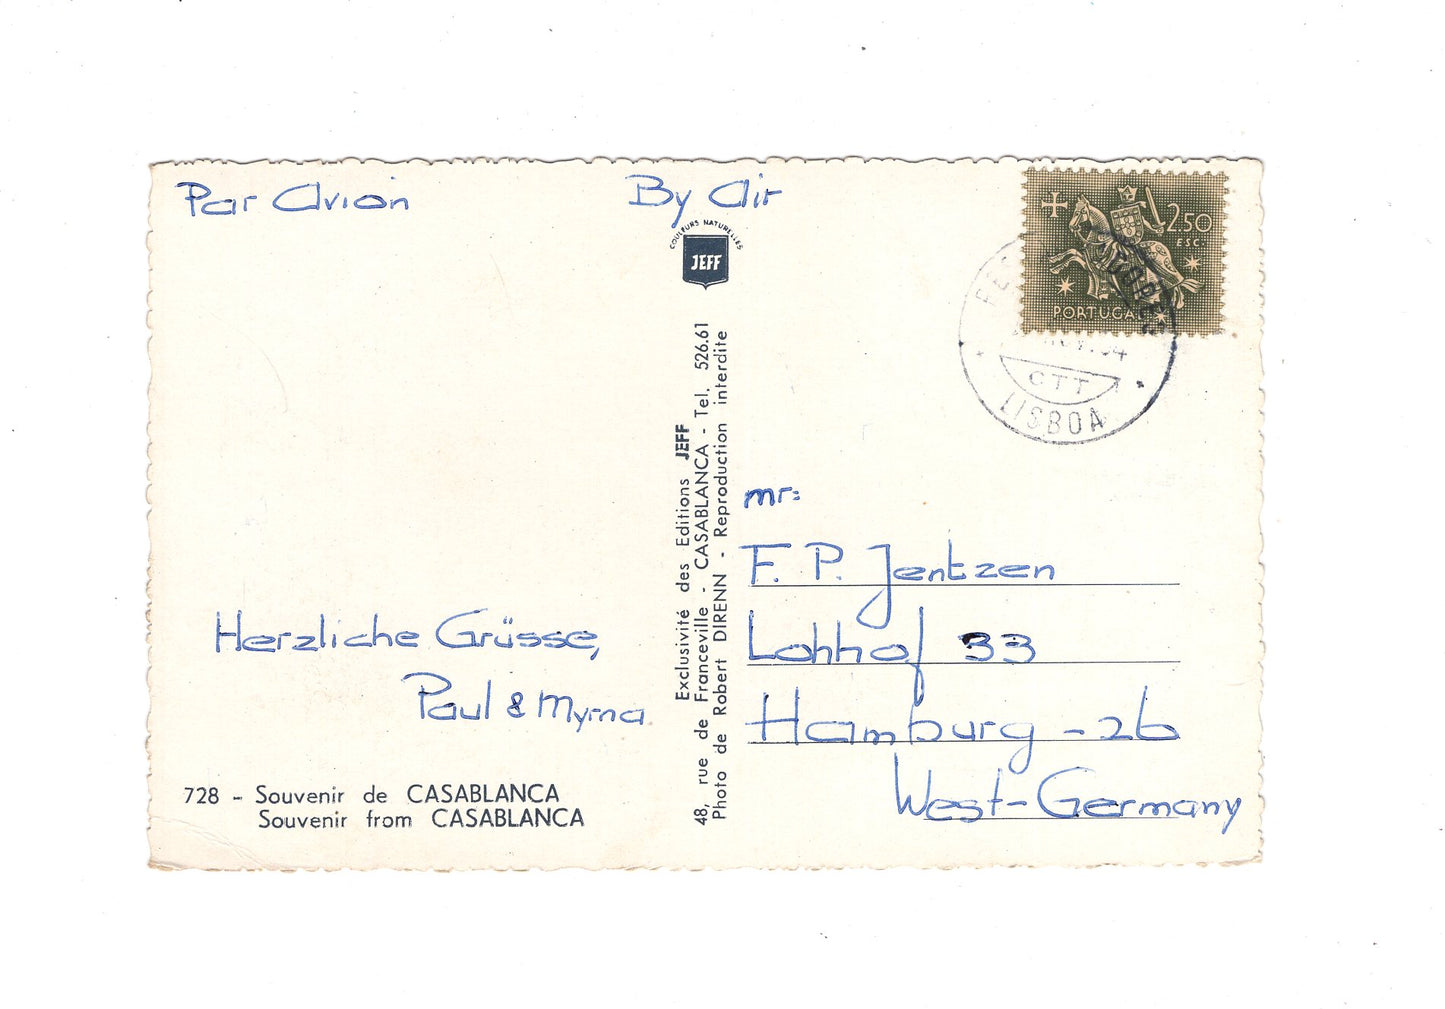 Par Avion
By Air
COULEURS NATURELLES
JEFF
2.50
ESC.
PORTUGAL
CTT
LISBOA
Exclusivité des Editions JEFF
48, rue de Franceville - CASABLANCA - Tel. 526.61
Photo de Robert DIRENN - Reproduction interdite
mr:
F. P. Jentzen
Lohhof 33
Hamburg - 26
West-Germany
Herzliche Grüsse,
Paul & Myrna
728 - Souvenir de CASABLANCA
Souvenir from CASABLANCA